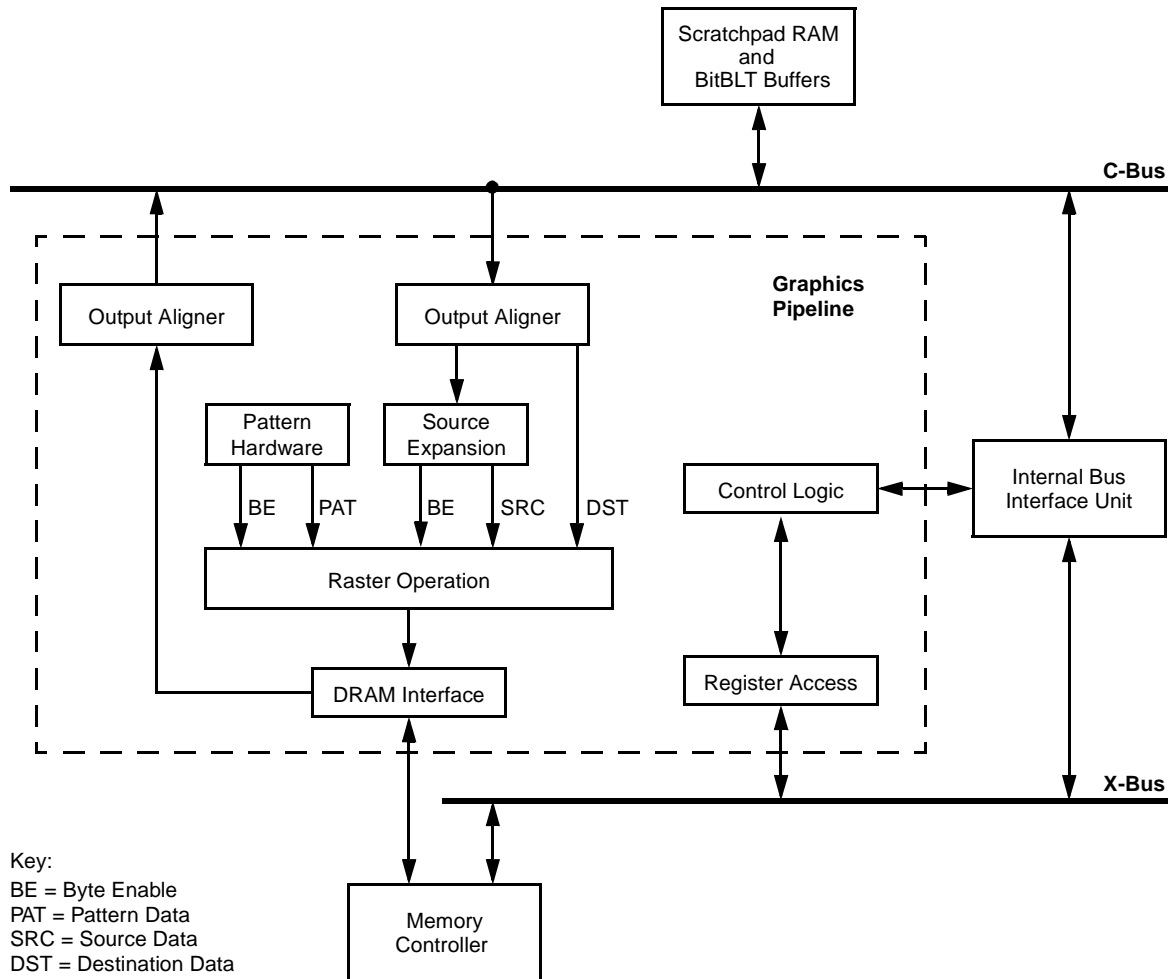 Scratchpad RAM
and
BitBLT Buffers
C-Bus
Graphics
Pipeline
Output Aligner
Output Aligner
Pattern
Hardware
Source
Expansion
Control Logic
Internal Bus
Interface Unit
BE
PAT
BE
SRC
DST
Raster Operation
DRAM Interface
Register Access
X-Bus
Key:
BE = Byte Enable
PAT = Pattern Data
SRC = Source Data
DST = Destination Data
Memory
Controller